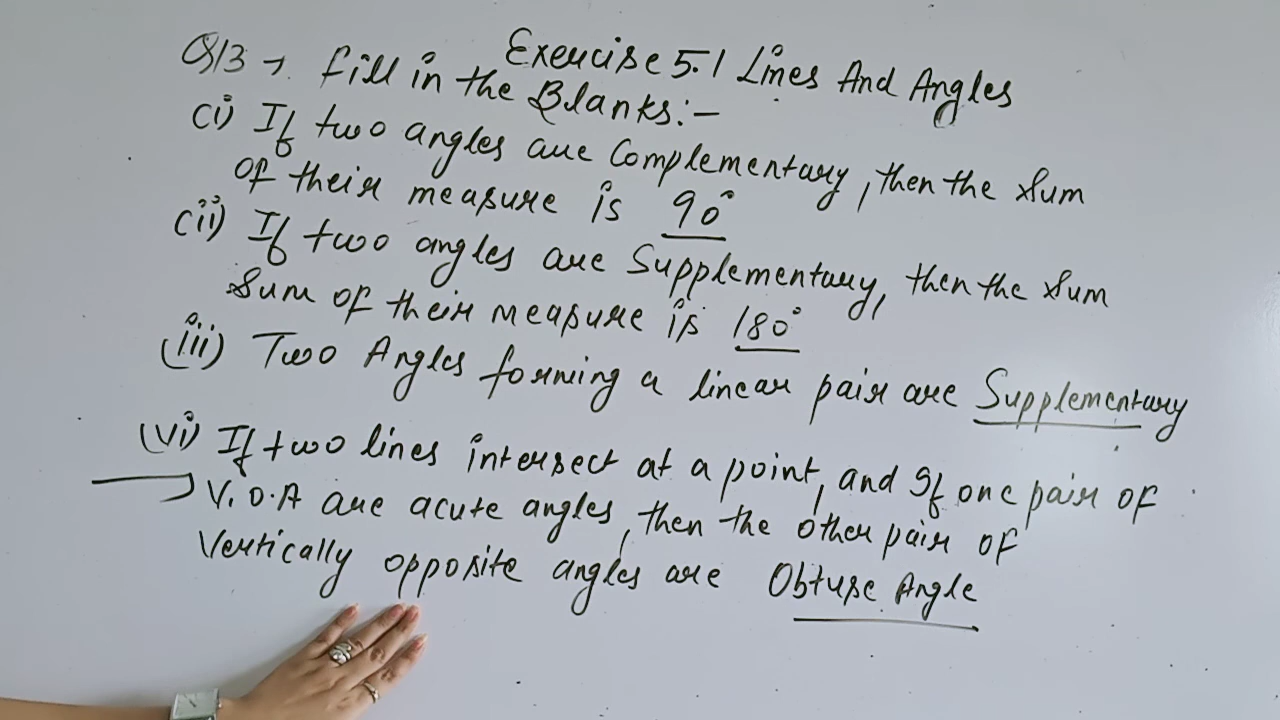 Exercise 5.1 Lines And Angles
Q13 → fill in the Blanks:-
(i) If two angles are Complementary, then the sum
of their measure is 90°
(ii) If two angles are Supplementary, then the sum
sum of their measure is 180°
(iii) Two Angles forming a linear pair are Supplementary
(vi) If two lines intersect at a point, and If one pair of
V.O.A are acute angles, then the other pair of
Vertically opposite angles are Obtuse Angle